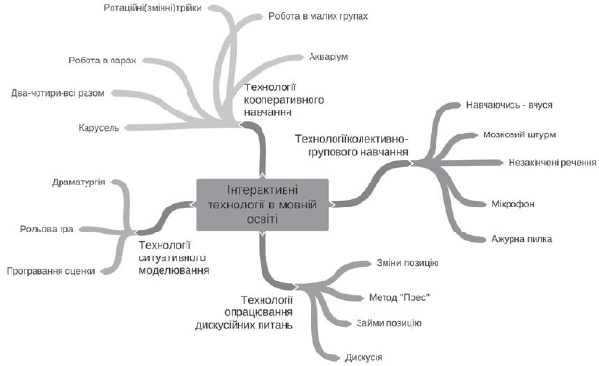 Ротаційні(змінні)трійки
Робота в малих групах
Робота в парах
Акваріум
Два-чотири-всі разом
Карусель
Технології
кооперативного
навчання
Технологіїколективно-
групового навчання
Навчаючись - вчуся
Мозковий штурм
Незакінчені речення
Мікрофон
Ажурна пилка
Інтерактивні
технології в мовній
освіті
Драматургія
Рольова гра
Програвання сценки
Технології
ситуативного
моделювання
Технології
опрацювання
дискусійних питань
Зміни позицію
Метод "Прес"
Займи позицію
Дискусія